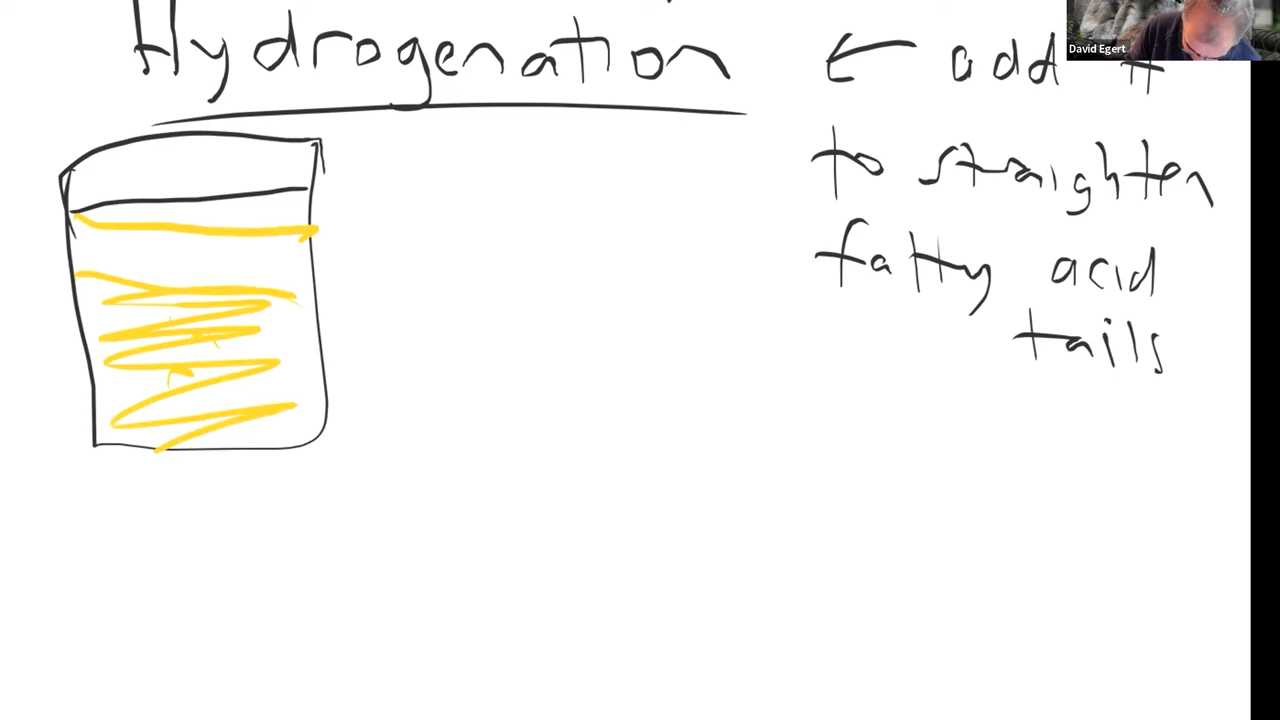 Hydrogenation ← add H
to straighten
fatty acid
tails
David Egert